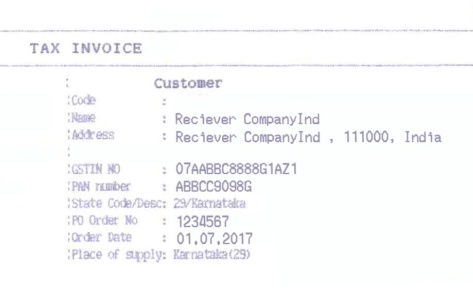 TAX INVOICE
Customer
Code :
Name : Reciever CompanyInd
Address : Reciever CompanyInd , 111000, India
GSTIN NO : 07AABBC8888G1AZ1
PAN number : ABBCC9098G
State Code/Desc: 29/Karnataka
PO Order No : 1234567
Order Date : 01.07.2017
Place of supply: Karnataka(29)